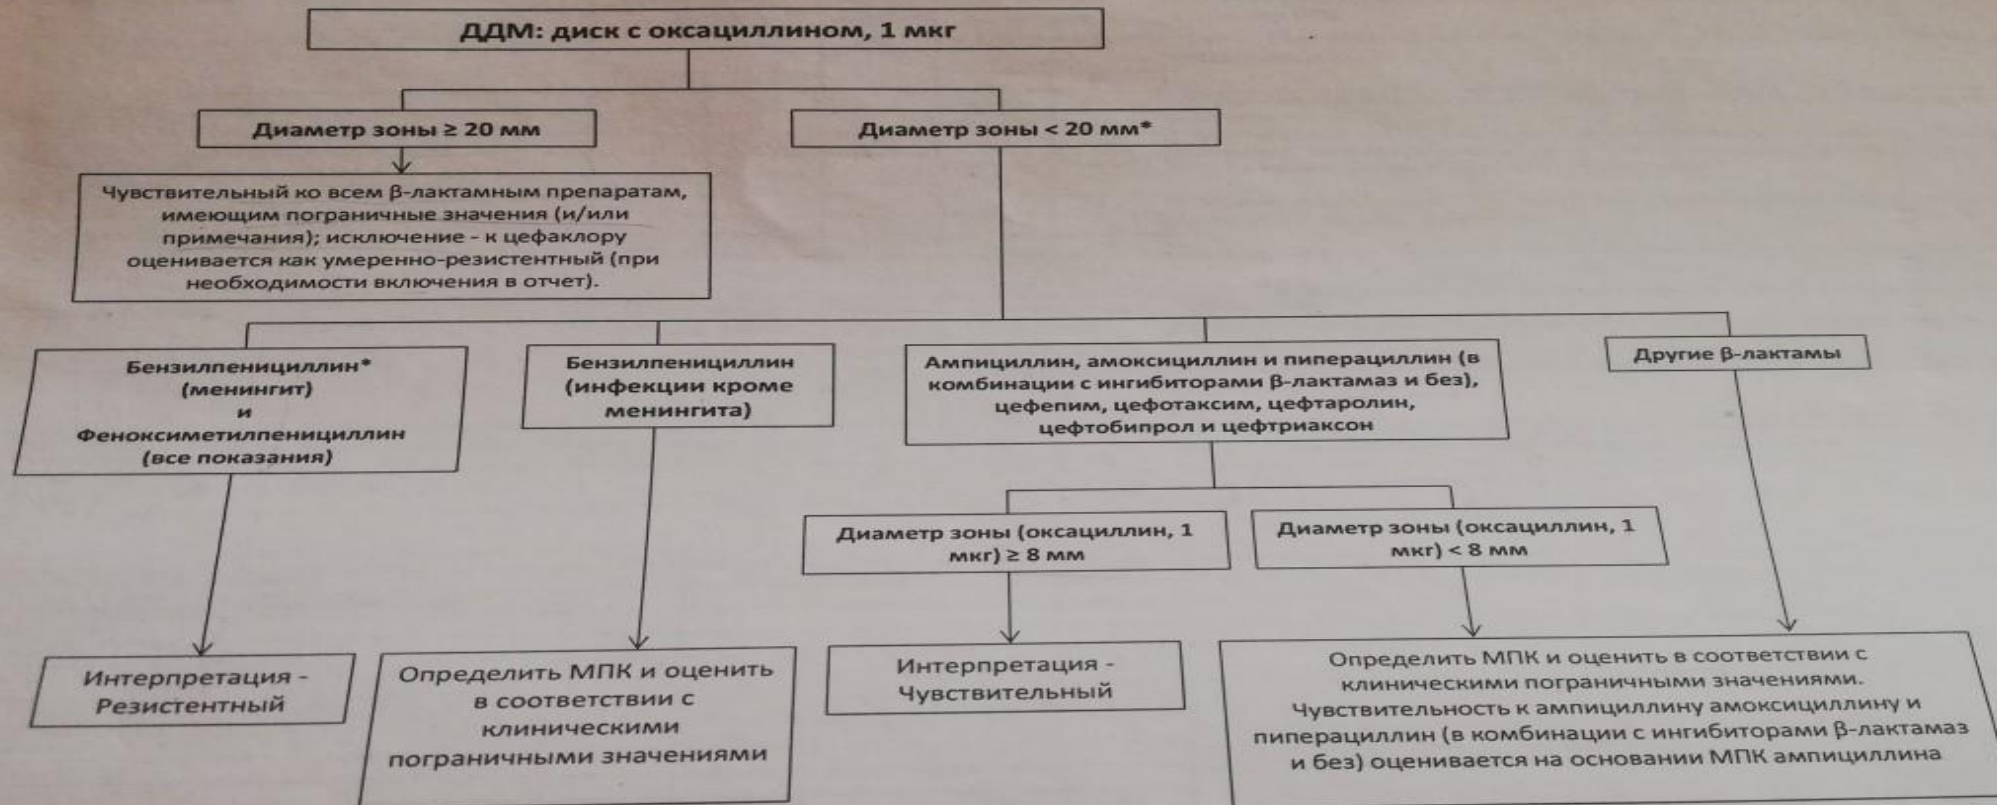 ДДМ: диск с оксациллином, 1 мкг
Диаметр зоны ≥ 20 мм
Диаметр зоны < 20 мм*
Чувствительный ко всем β-лактамным препаратам,
имеющим пограничные значения (и/или
примечания); исключение - к цефаклору
оценивается как умеренно-резистентный (при
необходимости включения в отчет).
Бензилпенициллин*
(менингит)
и
Феноксиметилпенициллин
(все показания)
Бензилпенициллин
(инфекции кроме
менингита)
Ампициллин, амоксициллин и пиперациллин (в
комбинации с ингибиторами β-лактамаз и без),
цефепим, цефотаксим, цефтаролин,
цефтобипрол и цефтриаксон
Другие β-лактамы
Диаметр зоны (оксациллин, 1
мкг) ≥ 8 мм
Диаметр зоны (оксациллин, 1
мкг) < 8 мм
Интерпретация -
Резистентный
Определить МПК и оценить
в соответствии с
клиническими
пограничными значениями
Интерпретация -
Чувствительный
Определить МПК и оценить в соответствии с
клиническими пограничными значениями.
Чувствительность к ампициллину амоксициллину и
пиперациллин (в комбинации с ингибиторами β-лактамаз
и без) оценивается на основании МПК ампициллина